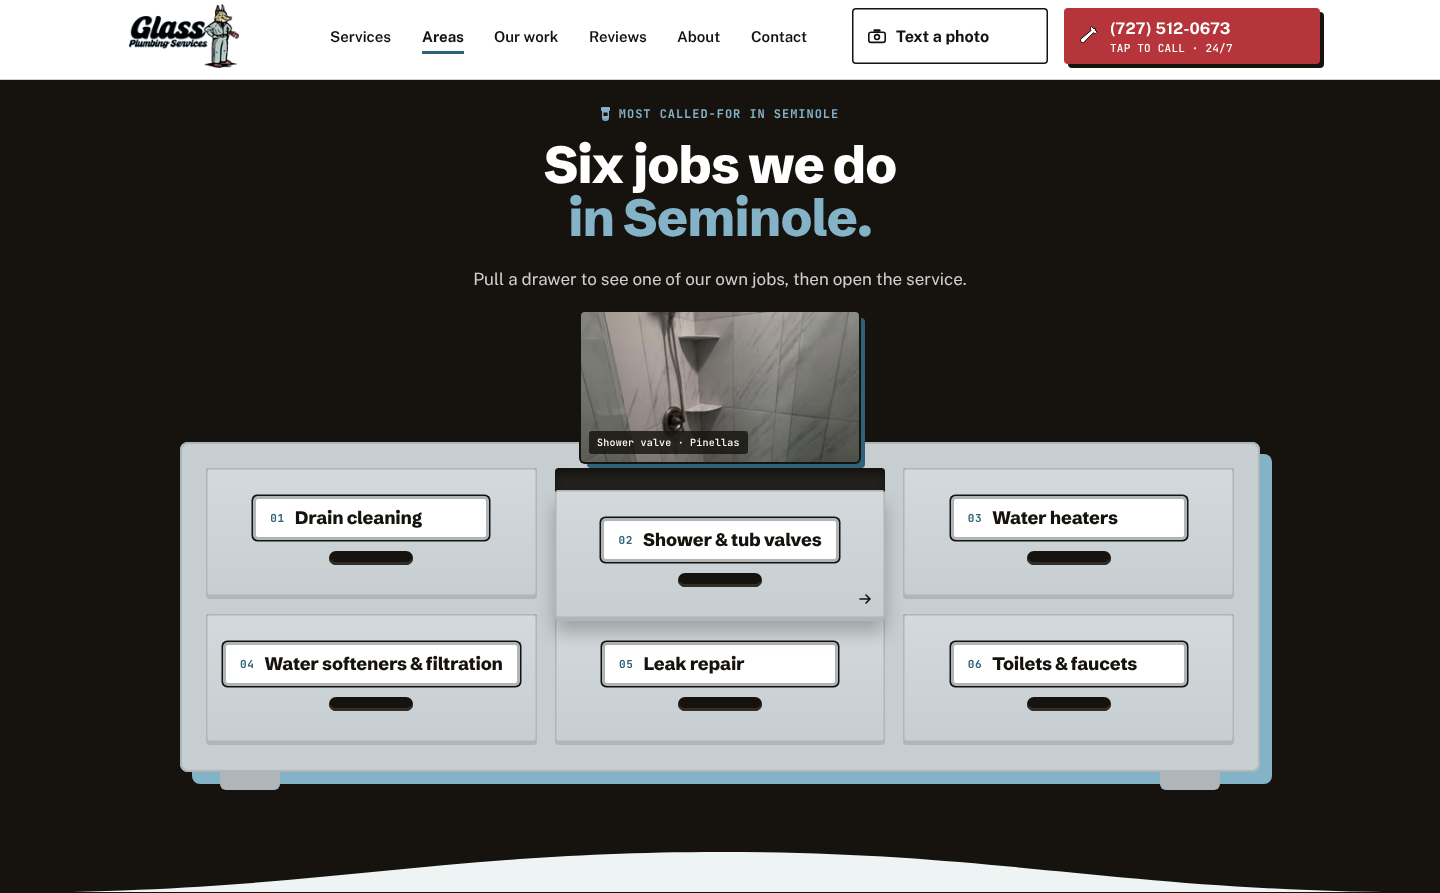 Glass
Plumbing Services
Services
Areas
Our work
Reviews
About
Contact
Text a photo
(727) 512-0673
TAP TO CALL · 24/7
MOST CALLED-FOR IN SEMINOLE
Six jobs we do
in Seminole.
Pull a drawer to see one of our own jobs, then open the service.
Shower valve · Pinellas
01 Drain cleaning
02 Shower & tub valves
03 Water heaters
04 Water softeners & filtration
05 Leak repair
06 Toilets & faucets